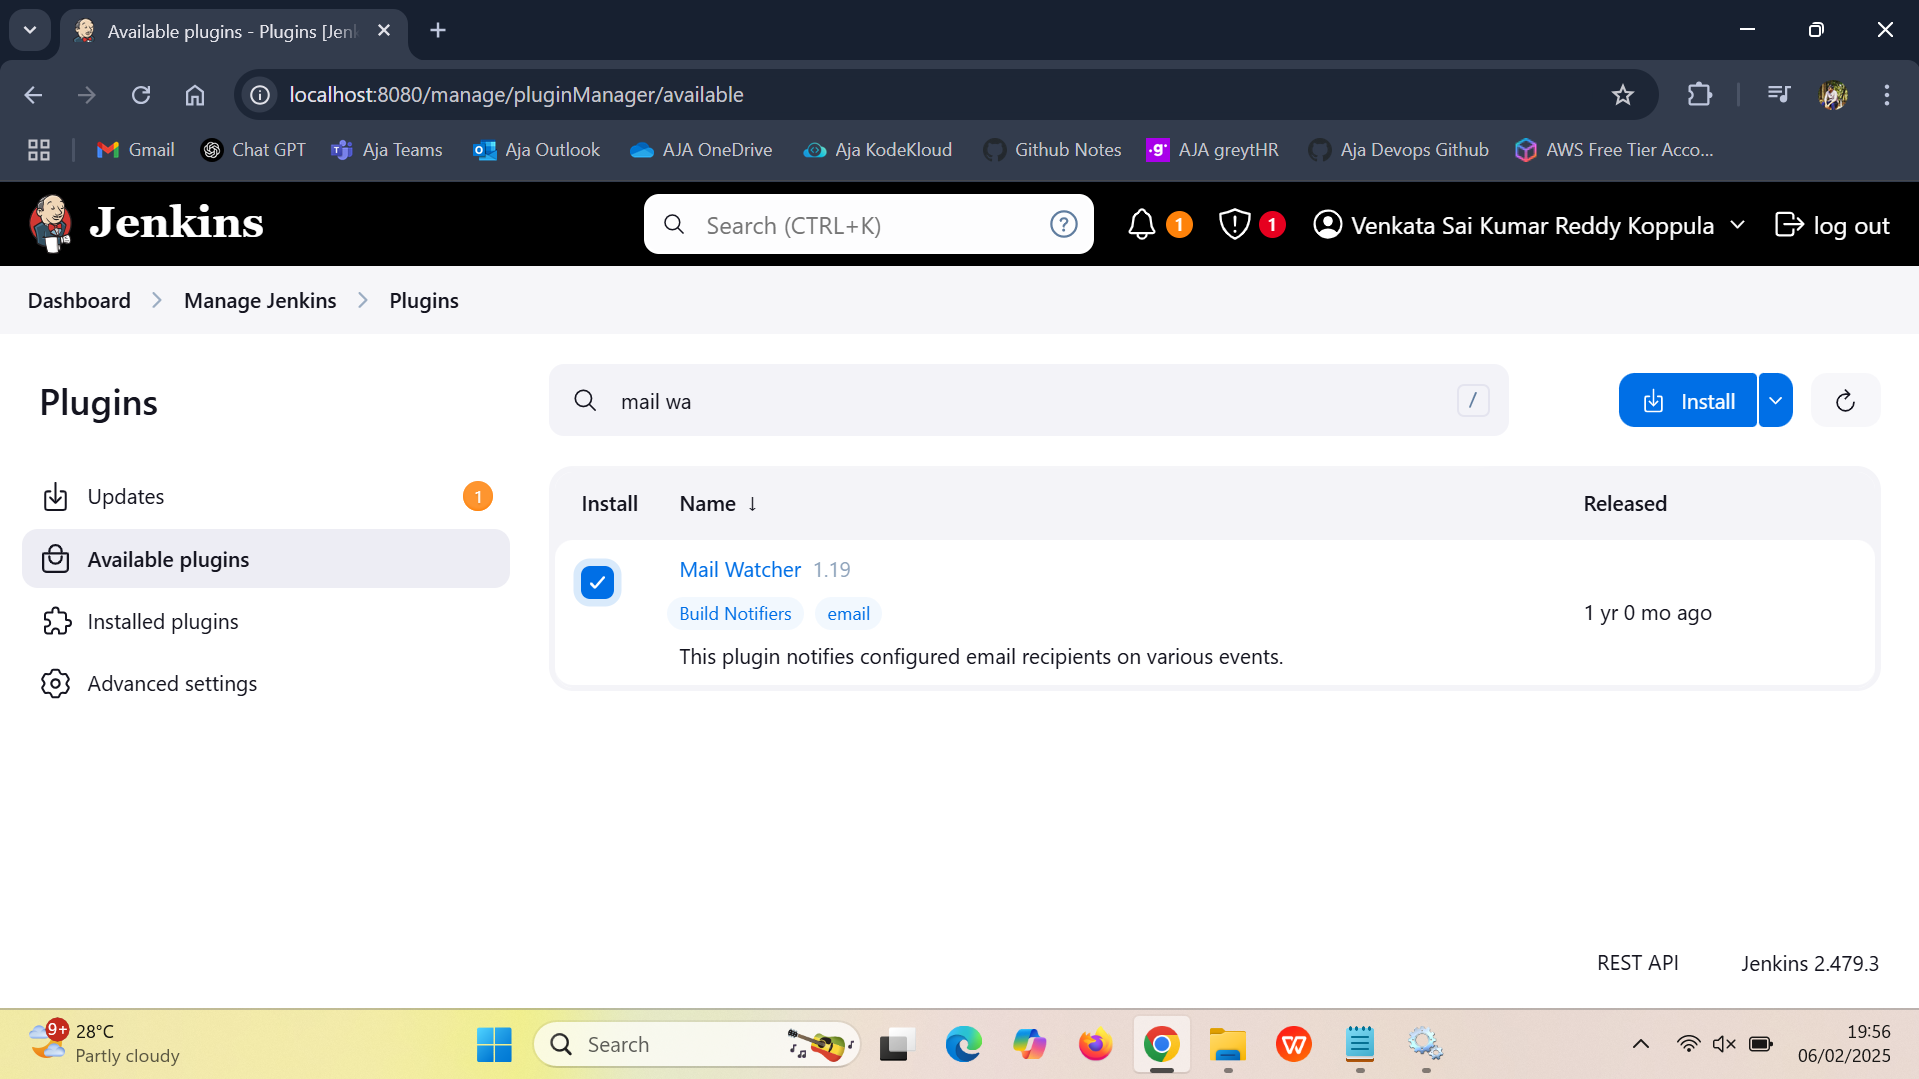 Available plugins - Plugins [Jenk
localhost:8080/manage/pluginManager/available
Gmail
Chat GPT
Aja Teams
Aja Outlook
AJA OneDrive
Aja KodeKloud
Github Notes
AJA greytHR
Aja Devops Github
AWS Free Tier Acco...
Jenkins
Search (CTRL+K)
1
1
Venkata Sai Kumar Reddy Koppula
log out
Dashboard
Manage Jenkins
Plugins
Plugins
mail wa
/
Install
Updates
1
Available plugins
Installed plugins
Advanced settings
Install
Name ↓
Released
Mail Watcher 1.19
Build Notifiers
email
This plugin notifies configured email recipients on various events.
1 yr 0 mo ago
REST API
Jenkins 2.479.3
9+
28°C
Partly cloudy
Search
19:56
06/02/2025